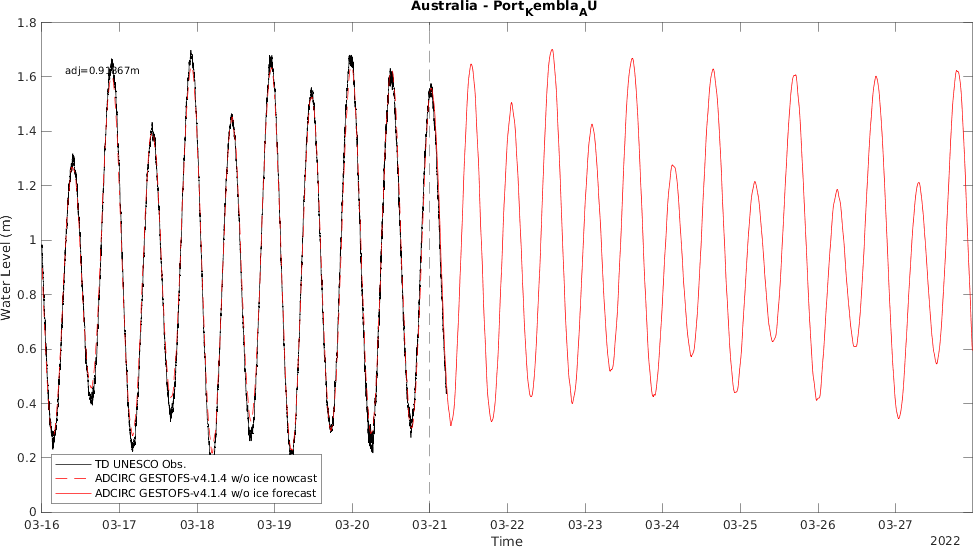 Australia - PortKemblaAU
adj=0.91867m
Water Level (m)
1.8
1.6
1.4
1.2
1
0.8
0.6
0.4
0.2
0
TD UNESCO Obs.
ADCIRC GESTOFS-v4.1.4 w/o ice nowcast
ADCIRC GESTOFS-v4.1.4 w/o ice forecast
03-16 03-17 03-18 03-19 03-20 03-21 03-22 03-23 03-24 03-25 03-26 03-27
Time
2022